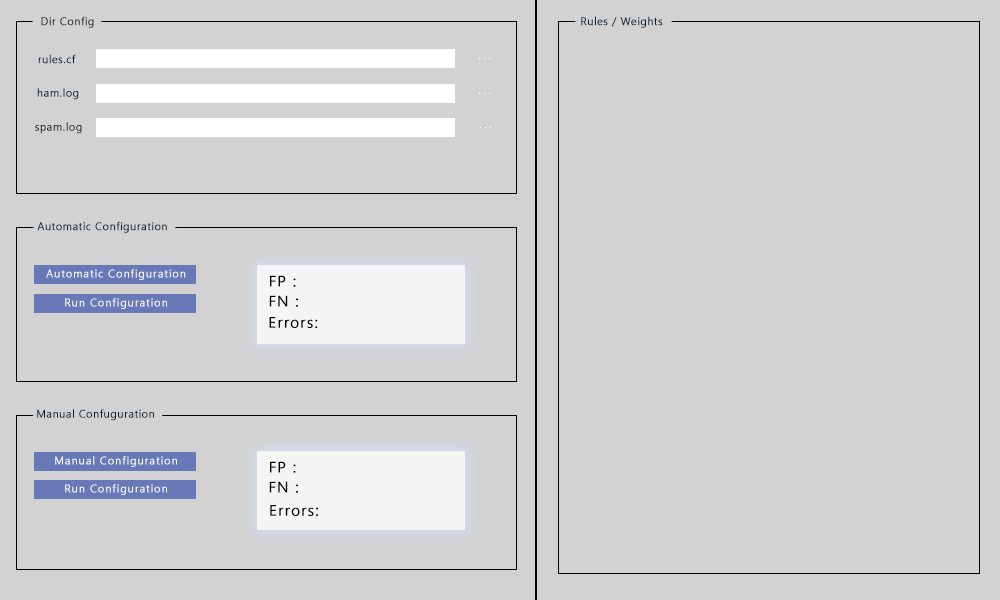 Dir Config
rules.cf ...
ham.log ...
spam.log ...
Automatic Configuration
Automatic Configuration
Run Configuration
FP :
FN :
Errors:
Manual Confuguration
Manual Configuration
Run Configuration
FP :
FN :
Errors:
Rules / Weights